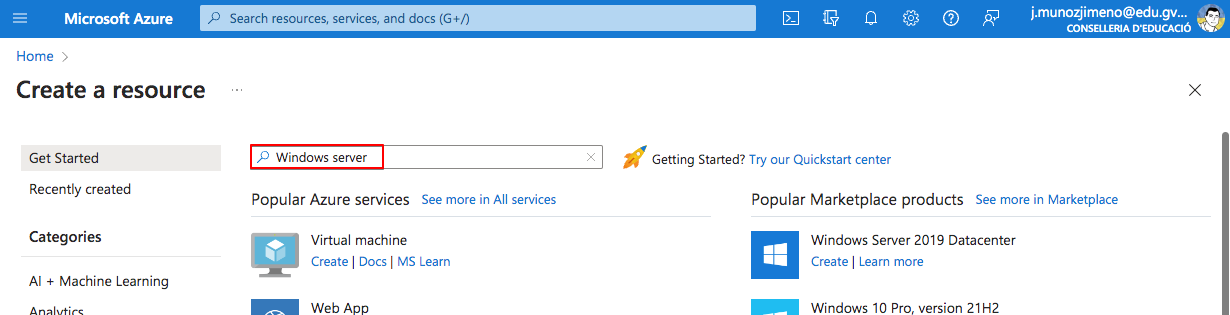 Microsoft Azure
Search resources, services, and docs (G+/)
j.munozjimeno@edu.gv...
CONSELLERIA D'EDUCACIÓ
Home
Create a resource
...
Get Started
Recently created
Categories
AI + Machine Learning
Analytics
Windows server
Getting Started? Try our Quickstart center
Popular Azure services See more in All services
Virtual machine
Create | Docs | MS Learn
Web App
Popular Marketplace products See more in Marketplace
Windows Server 2019 Datacenter
Create | Learn more
Windows 10 Pro, version 21H2